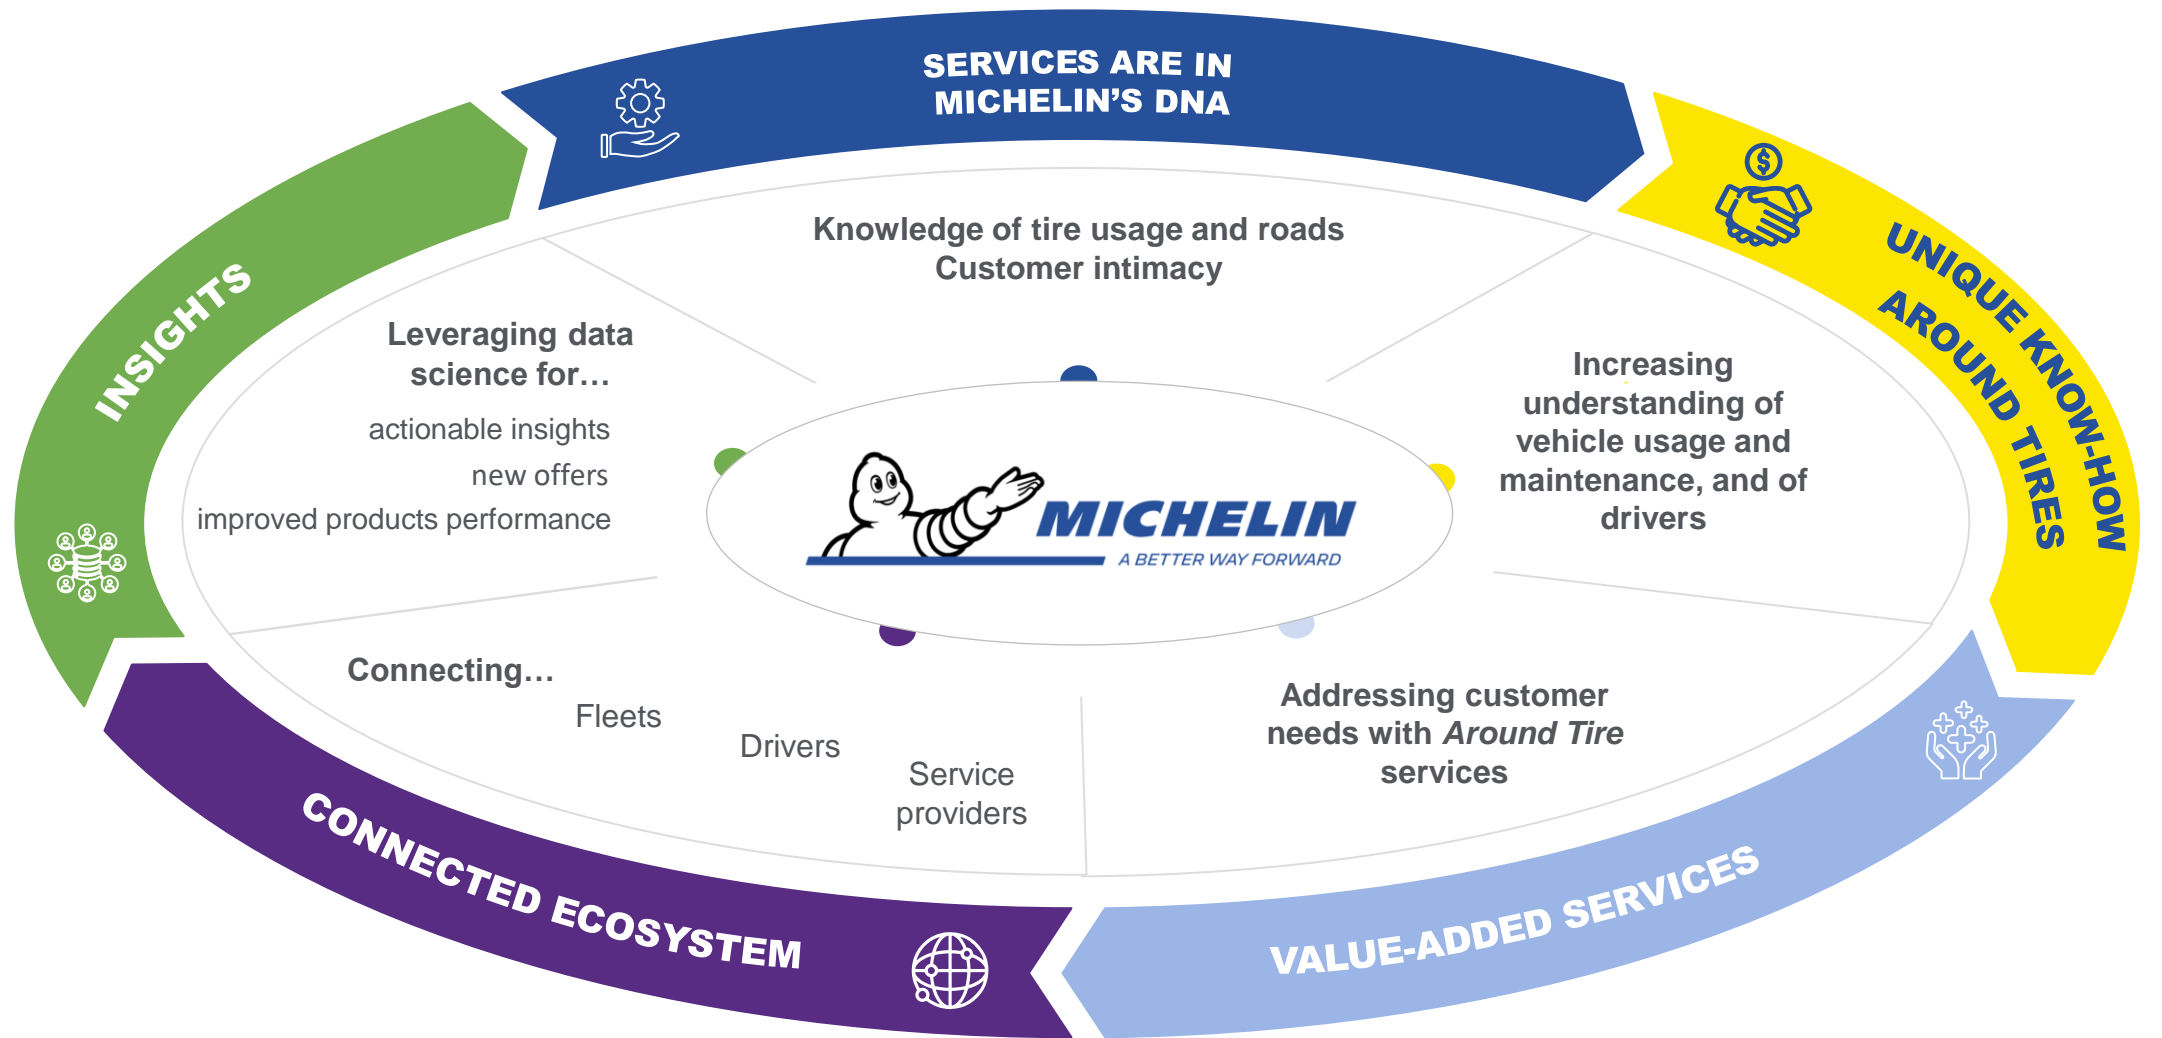 SERVICES ARE IN
MICHELIN'S DNA
Knowledge of tire usage and roads
Customer intimacy
UNIQUE KNOW-HOW
AROUND TIRES
Increasing
understanding of
vehicle usage and
maintenance, and of
drivers
VALUE-ADDED SERVICES
Addressing customer
needs with Around Tire
services
CONNECTED ECOSYSTEM
Connecting…
Fleets
Drivers
Service
providers
INSIGHTS
Leveraging data
science for…
actionable insights
new offers
improved products performance
MICHELIN
A BETTER WAY FORWARD
$